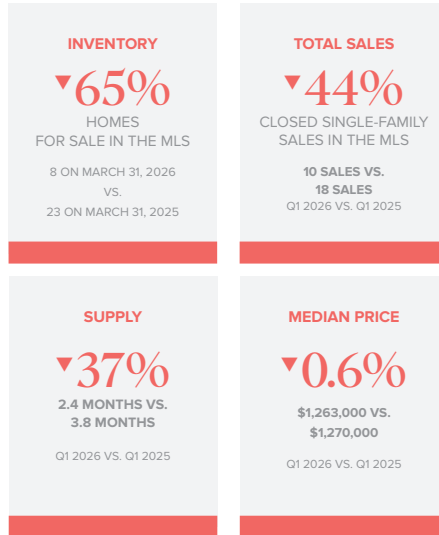 INVENTORY
▼65%
HOMES
FOR SALE IN THE MLS
8 ON MARCH 31, 2026
VS.
23 ON MARCH 31, 2025
TOTAL SALES
▼44%
CLOSED SINGLE-FAMILY
SALES IN THE MLS
10 SALES VS.
18 SALES
Q1 2026 VS. Q1 2025
SUPPLY
▼37%
2.4 MONTHS VS.
3.8 MONTHS
Q1 2026 VS. Q1 2025
MEDIAN PRICE
▼0.6%
$1,263,000 VS.
$1,270,000
Q1 2026 VS. Q1 2025